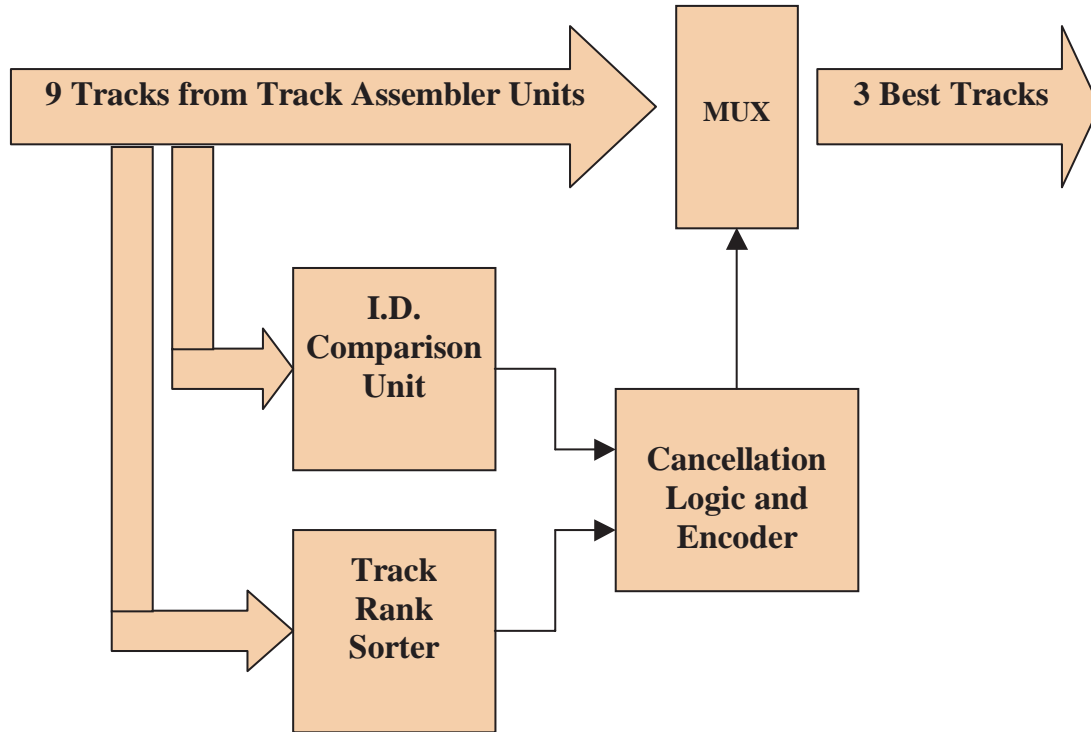 9 Tracks from Track Assembler Units
MUX
3 Best Tracks
I.D.
Comparison
Unit
Cancellation
Logic and
Encoder
Track
Rank
Sorter